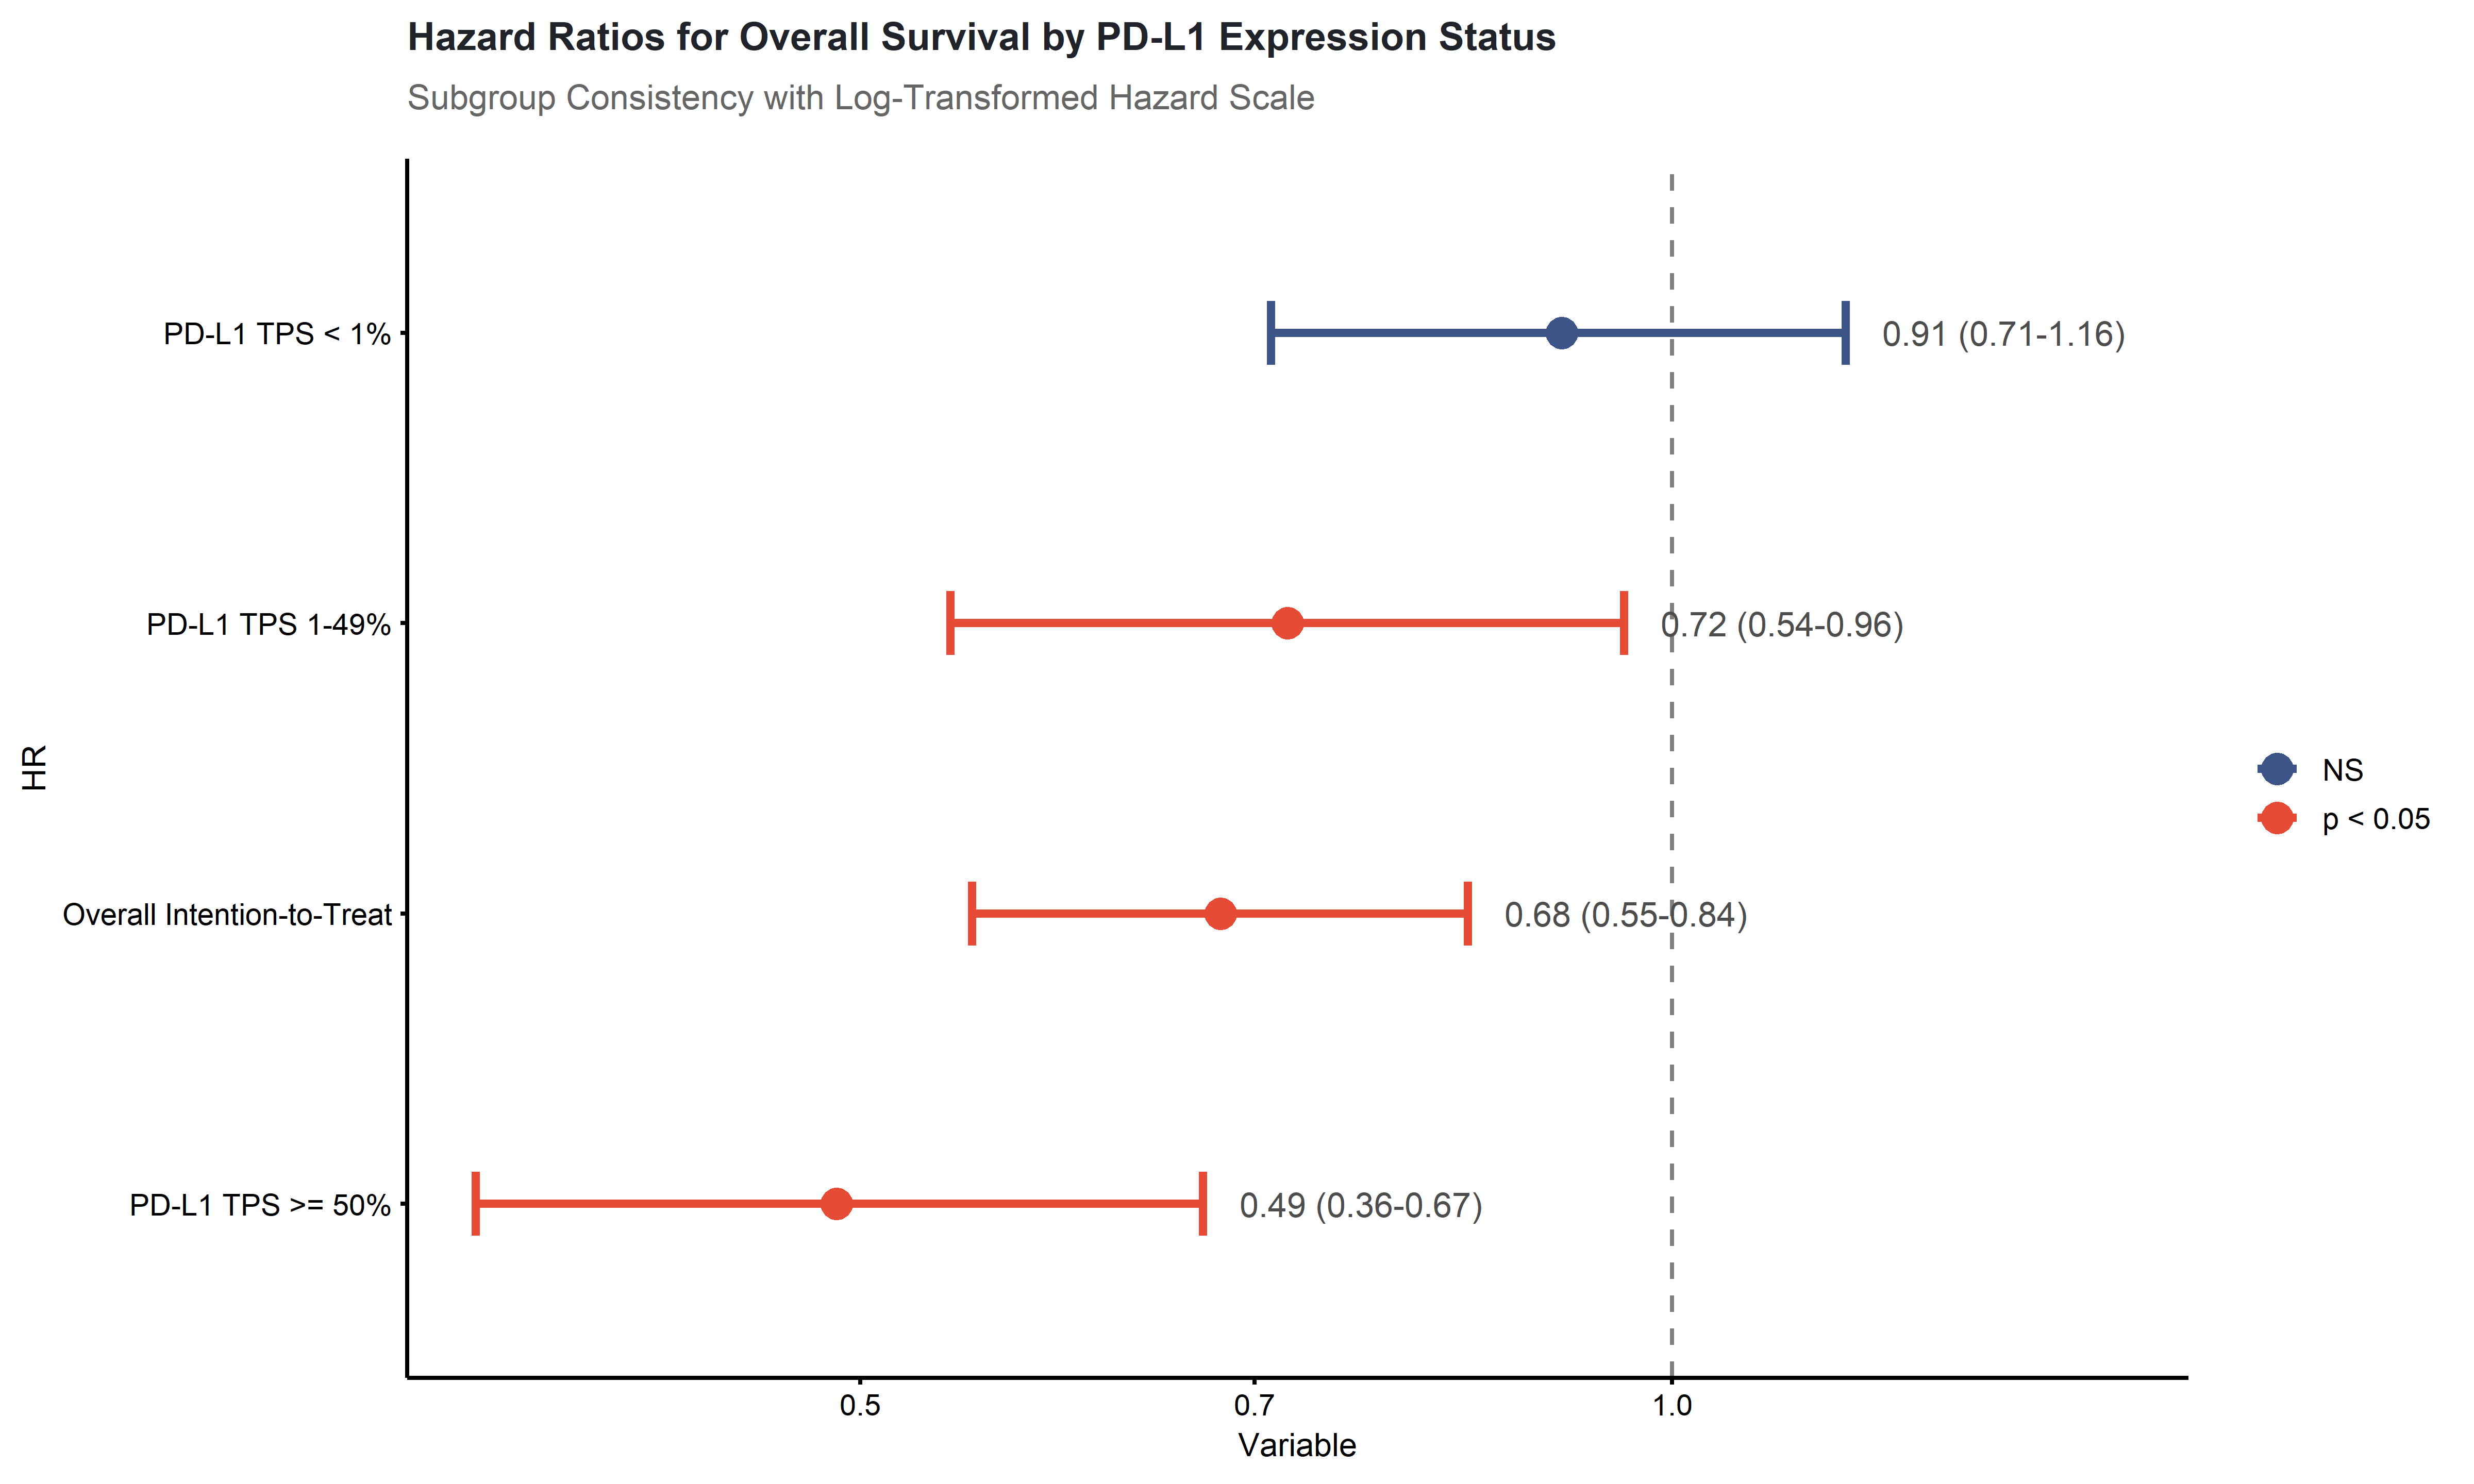 Hazard Ratios for Overall Survival by PD-L1 Expression Status
Subgroup Consistency with Log-Transformed Hazard Scale
PD-L1 TPS < 1%
0.91 (0.71-1.16)
PD-L1 TPS 1-49%
0.72 (0.54-0.96)
HR
NS
p < 0.05
Overall Intention-to-Treat
0.68 (0.55-0.84)
PD-L1 TPS >= 50%
0.49 (0.36-0.67)
0.5 0.7 1.0
Variable